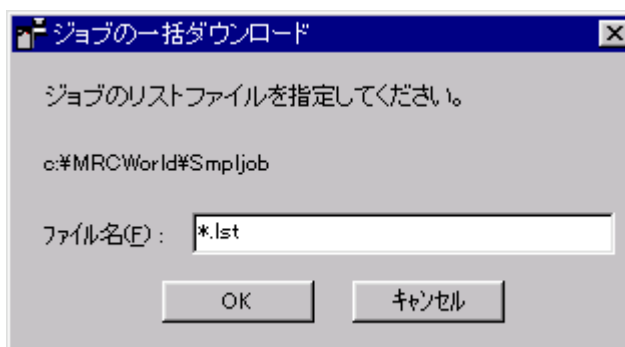 ジョブの一括ダウンロード
ジョブのリストファイルを指定してください。
c:¥MRCWorld¥Smpljob
ファイル名(F) : *.lst
OK キャンセル